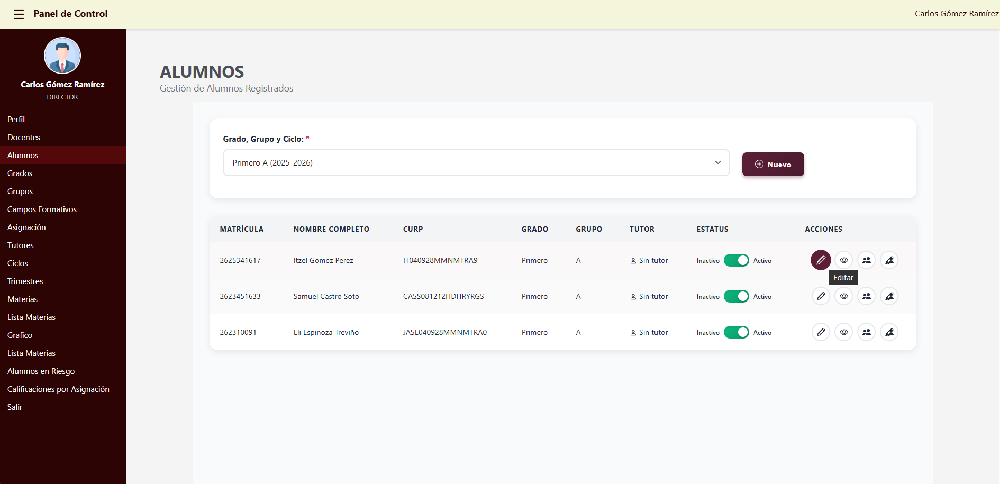 Panel de Control
Carlos Gómez Ramírez
Carlos Gómez Ramírez
DIRECTOR
Perfil
Docentes
Alumnos
Grados
Grupos
Campos Formativos
Asignación
Tutores
Ciclos
Trimestres
Materias
Lista Materias
Grafico
Lista Materias
Alumnos en Riesgo
Calificaciones por Asignación
Salir
ALUMNOS
Gestión de Alumnos Registrados
Grado, Grupo y Ciclo: *
Primero A (2025-2026)
Nuevo
MATRÍCULA NOMBRE COMPLETO CURP GRADO GRUPO TUTOR ESTATUS ACCIONES
2625341617 Itzel Gomez Perez IT040928MMNMTRA9 Primero A Sin tutor Inactivo Activo
Editar
2623451633 Samuel Castro Soto CASS081212HDHRYRGS Primero A Sin tutor Inactivo Activo
262310091 Eli Espinoza Treviño JASE040928MMNMTRA0 Primero A Sin tutor Inactivo Activo